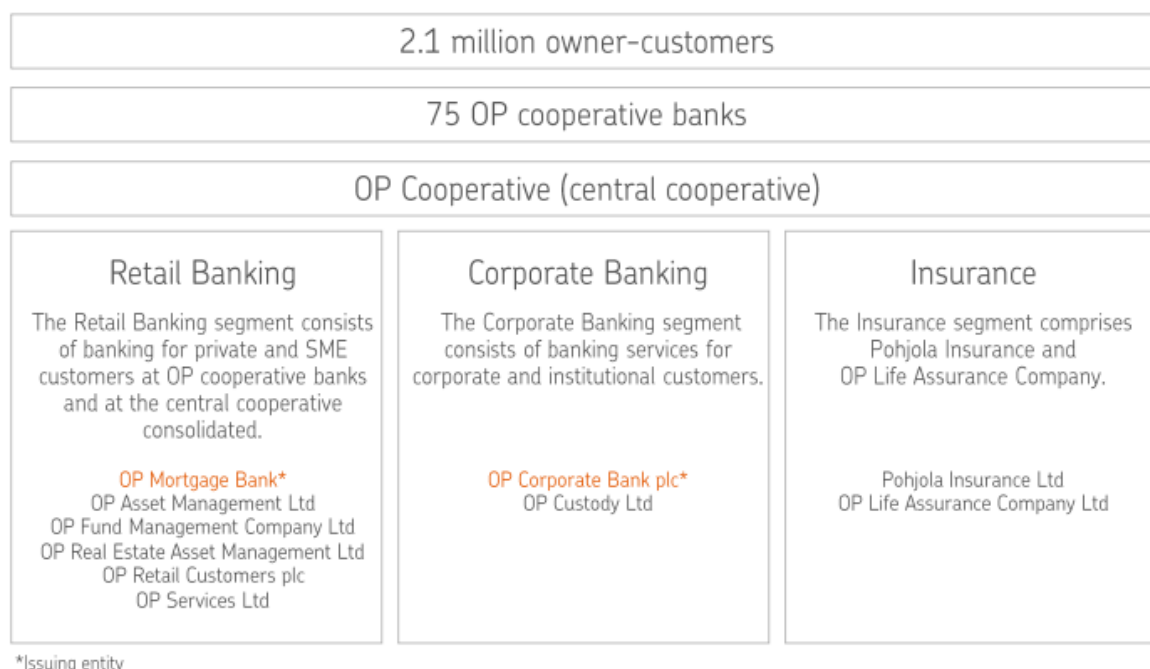 2.1 million owner-customers
75 OP cooperative banks
OP Cooperative (central cooperative)
Retail Banking
The Retail Banking segment consists
of banking for private and SME
customers at OP cooperative banks
and at the central cooperative
consolidated.
OP Mortgage Bank*
OP Asset Management Ltd
OP Fund Management Company Ltd
OP Real Estate Asset Management Ltd
OP Retail Customers plc
OP Services Ltd
Corporate Banking
The Corporate Banking segment
consists of banking services for
corporate and institutional customers.
OP Corporate Bank plc*
OP Custody Ltd
Insurance
The Insurance segment comprises
Pohjola Insurance and
OP Life Assurance Company.
Pohjola Insurance Ltd
OP Life Assurance Company Ltd
*Issuing entity